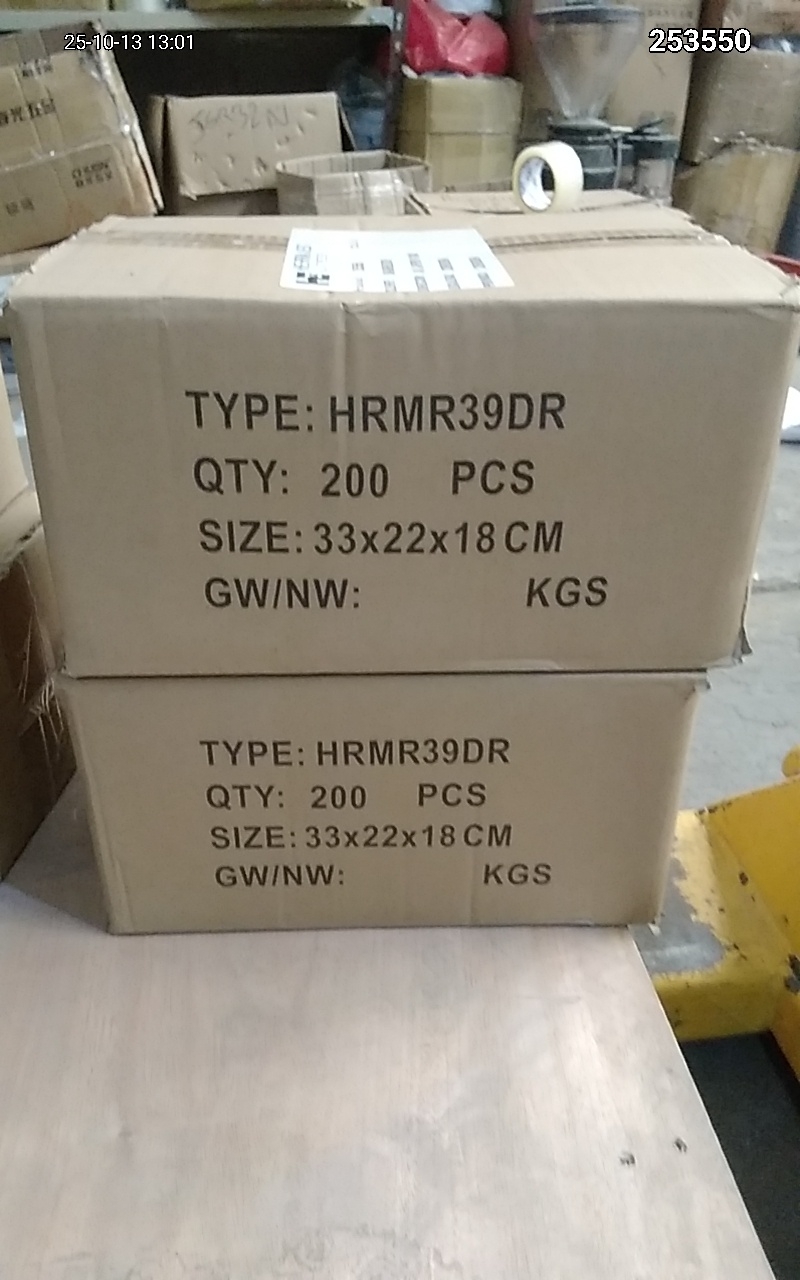 25-10-13 13:01
253550
TYPE: HRMR39DR
QTY: 200 PCS
SIZE: 33x22x18 CM
GW/NW: KGS
TYPE: HRMR39DR
QTY: 200 PCS
SIZE: 33x22x18 CM
GW/NW: KGS